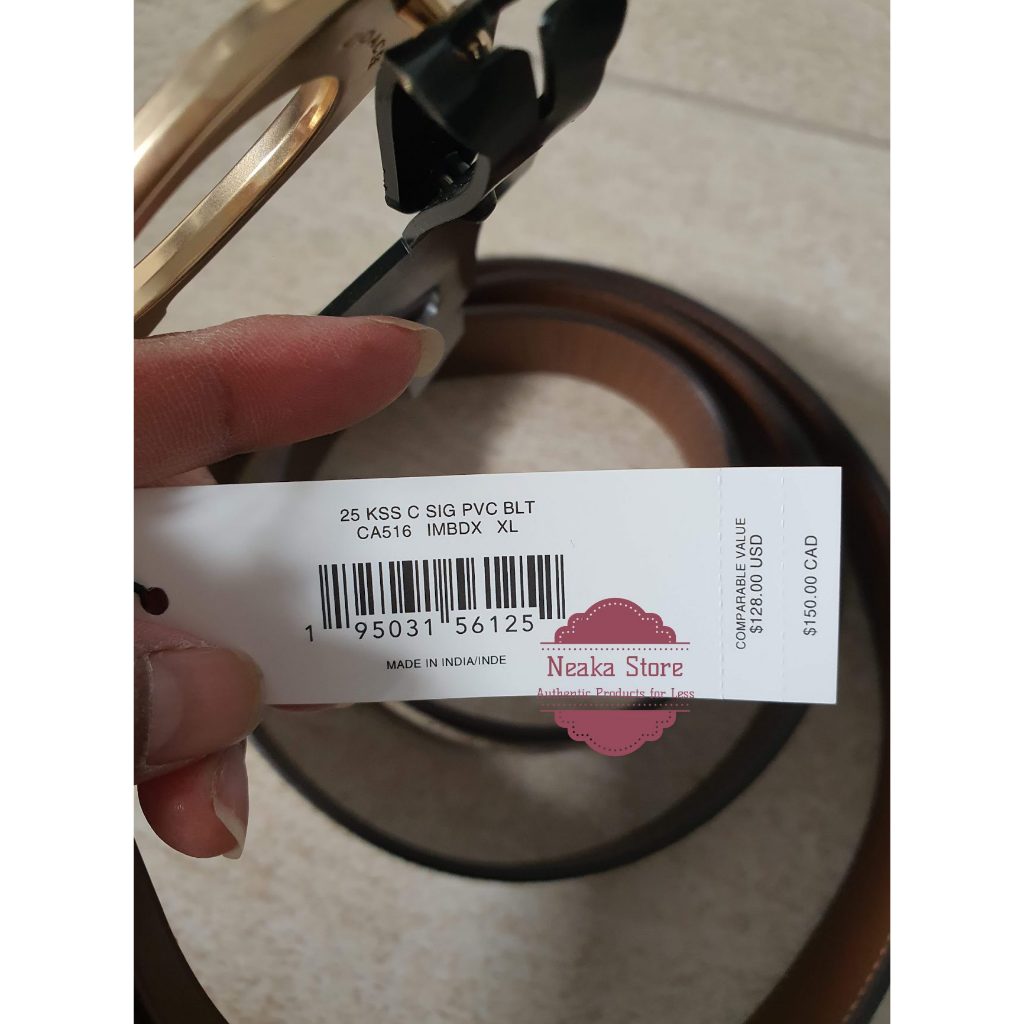 COACH
25 KSS C SIG PVC BLT
CA516 IMBDX XL
1 95031 56125
MADE IN INDIA/INDE
COMPARABLE VALUE
$128.00 USD
$150.00 CAD
Neaka Store
Authentic Products for Less